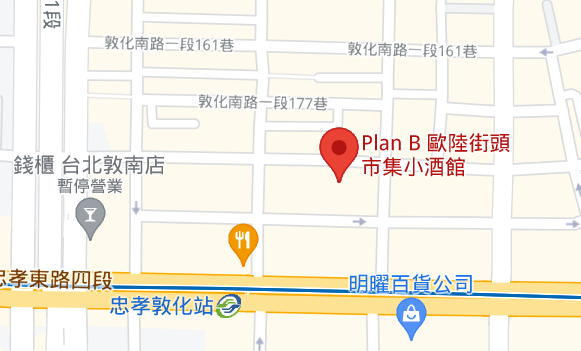 1段
敦化南路一段161巷
敦化南路一段161巷
敦化南路一段177巷
Plan B 歐陸街頭
市集小酒館
錢櫃 台北敦南店
暫停營業
忠孝東路四段
明曜百貨公司
忠孝敦化站